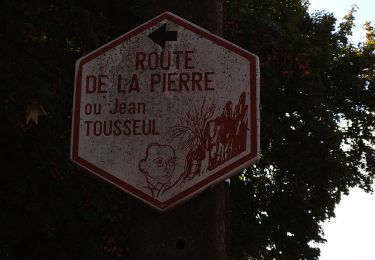 ROUTE
DE LA PIERRE
ou Jean
TOUSSEUL